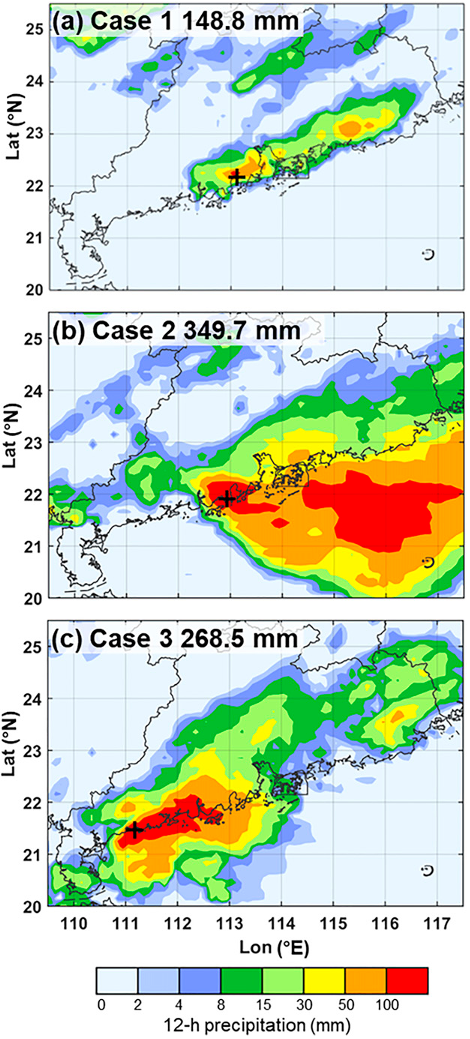 (a) Case 1 148.8 mm
25
24
23
22
21
20
Lat (°N)
(b) Case 2 349.7 mm
25
24
23
22
21
20
Lat (°N)
(c) Case 3 268.5 mm
25
24
23
22
21
20
Lat (°N)
110 111 112 113 114 115 116 117
Lon (°E)
0 2 4 8 15 30 50 100
12-h precipitation (mm)